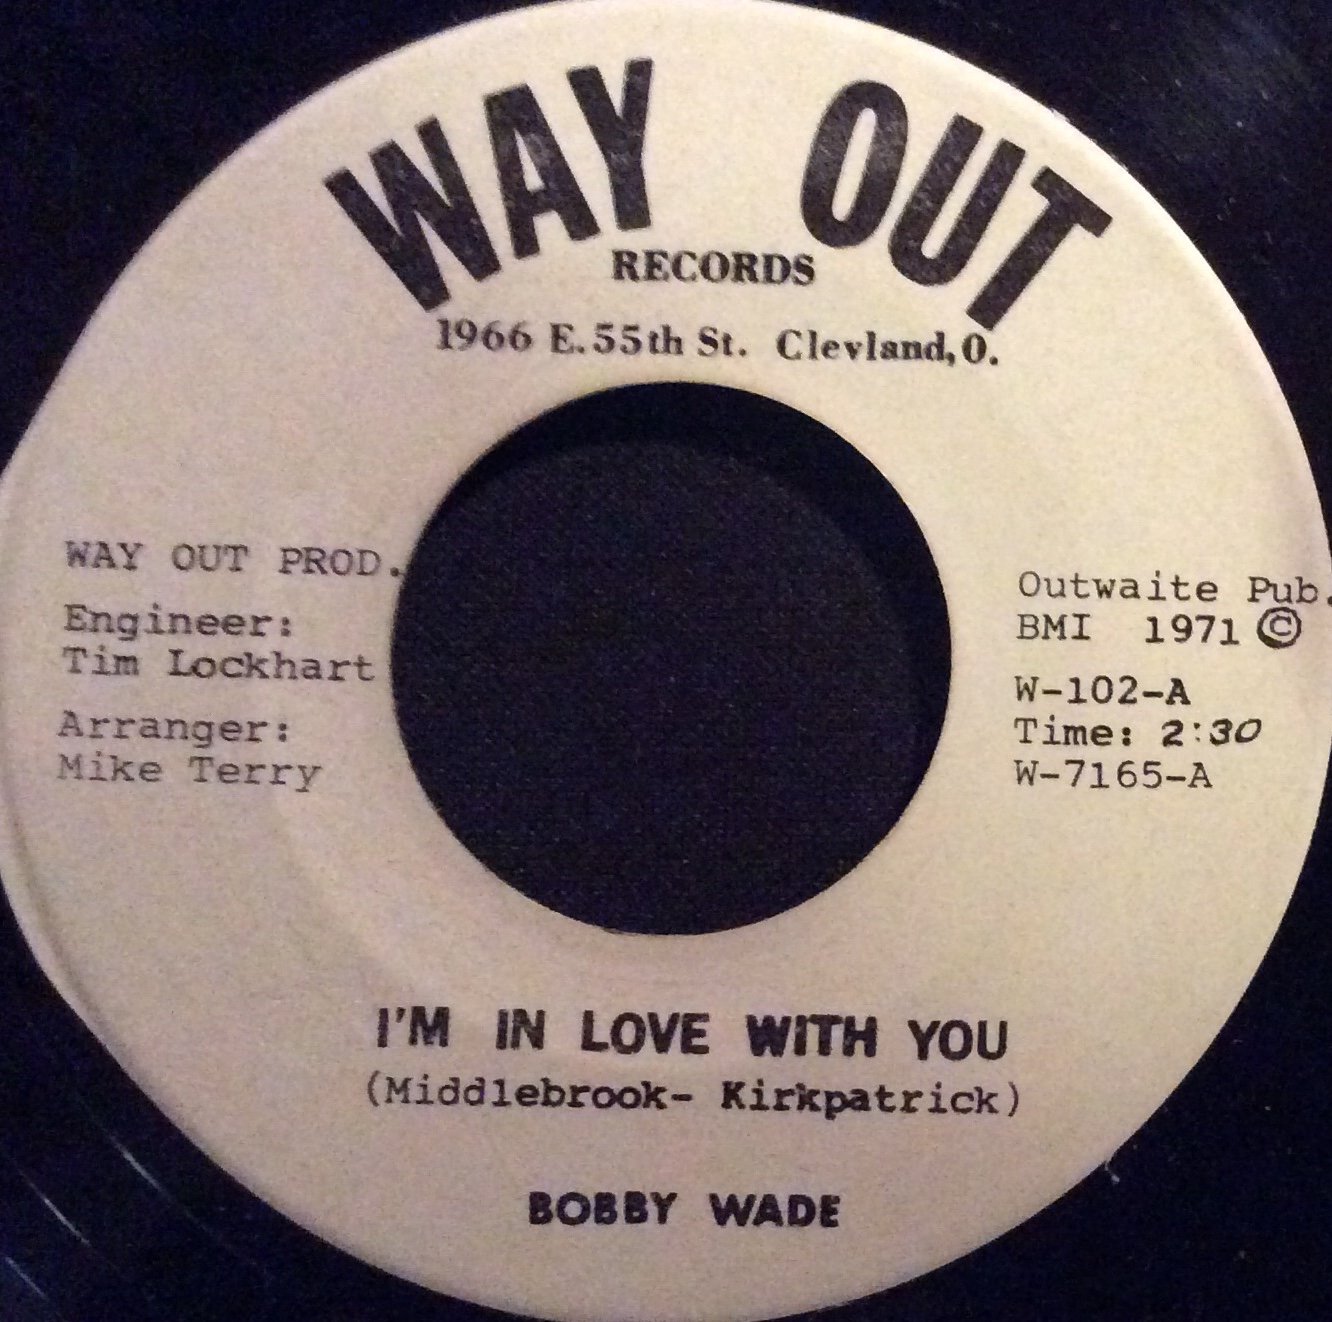 WAY OUT
RECORDS
1966 E. 55th St. Clevland, O.
WAY OUT PROD.
Engineer:
Tim Lockhart
Arranger:
Mike Terry
Outwaite Pub.
BMI 1971 ©
W-102-A
Time: 2:30
W-7165-A
I'M IN LOVE WITH YOU
(Middlebrook- Kirkpatrick)
BOBBY WADE